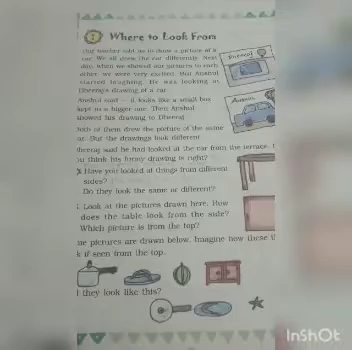 1
Where to Look From
Our teacher told us to draw a picture of a
car. We all drew the car differently. Next
day, when we showed our pictures to each
other, we were very excited. But Anshul
started laughing. He was looking at
Dheeraj's drawing of a car.
Dheeraj
Anshul said — it looks like a small box
kept on a bigger one. Then Anshul
showed his drawing to Dheeraj.
Anshul
both of them drew the picture of the same
ar. But the drawings look different.
heeraj said he had looked at the car from the terrace.
ou think his funny drawing is right?
Have you looked at things from different
sides?
Do they look the same or different?
Look at the pictures drawn here. How
does the table look from the side?
Which picture is from the top?
me pictures are drawn below. Imagine how these
k if seen from the top.
they look like this?
InShOt